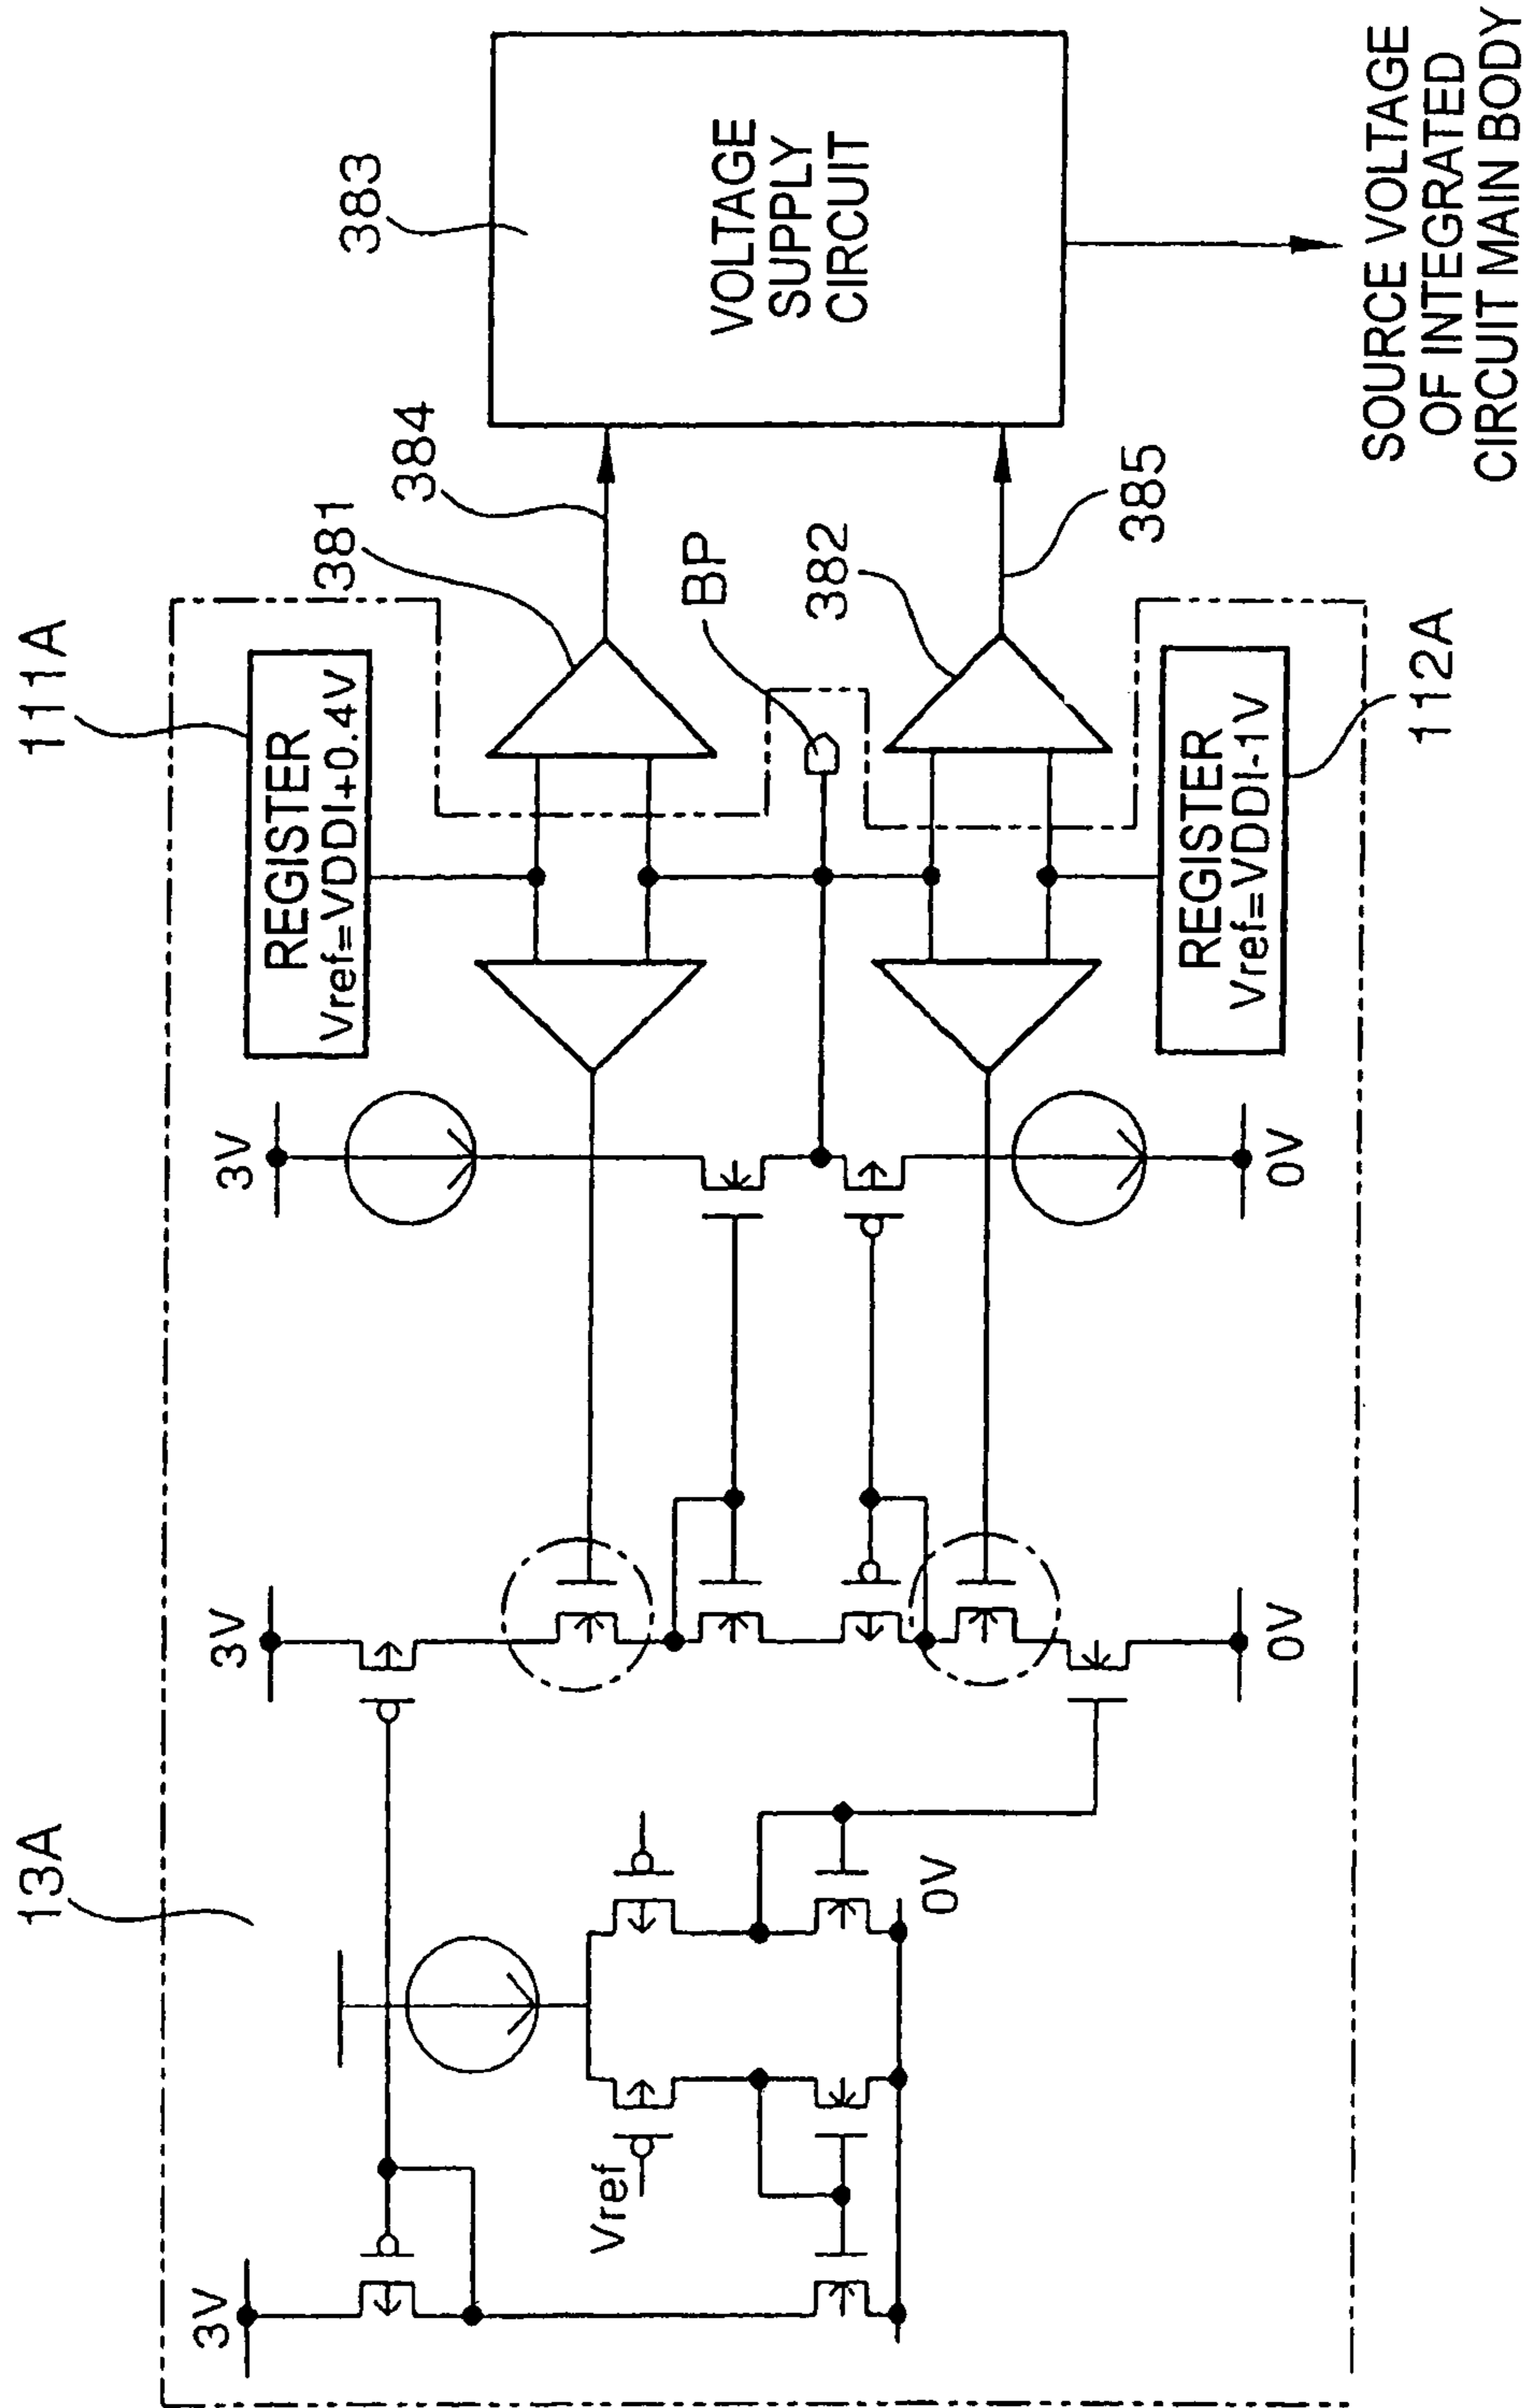 13A
111A
3V
3V
3V
REGISTER
Vref=VDDI+0.4V
381
384
383
Vref
0V
BP
VOLTAGE
SUPPLY
CIRCUIT
382
385
REGISTER
Vref=VDDI-1V
0V
0V
112A
SOURCE VOLTAGE
OF INTEGRATED
CIRCUIT MAIN BODY